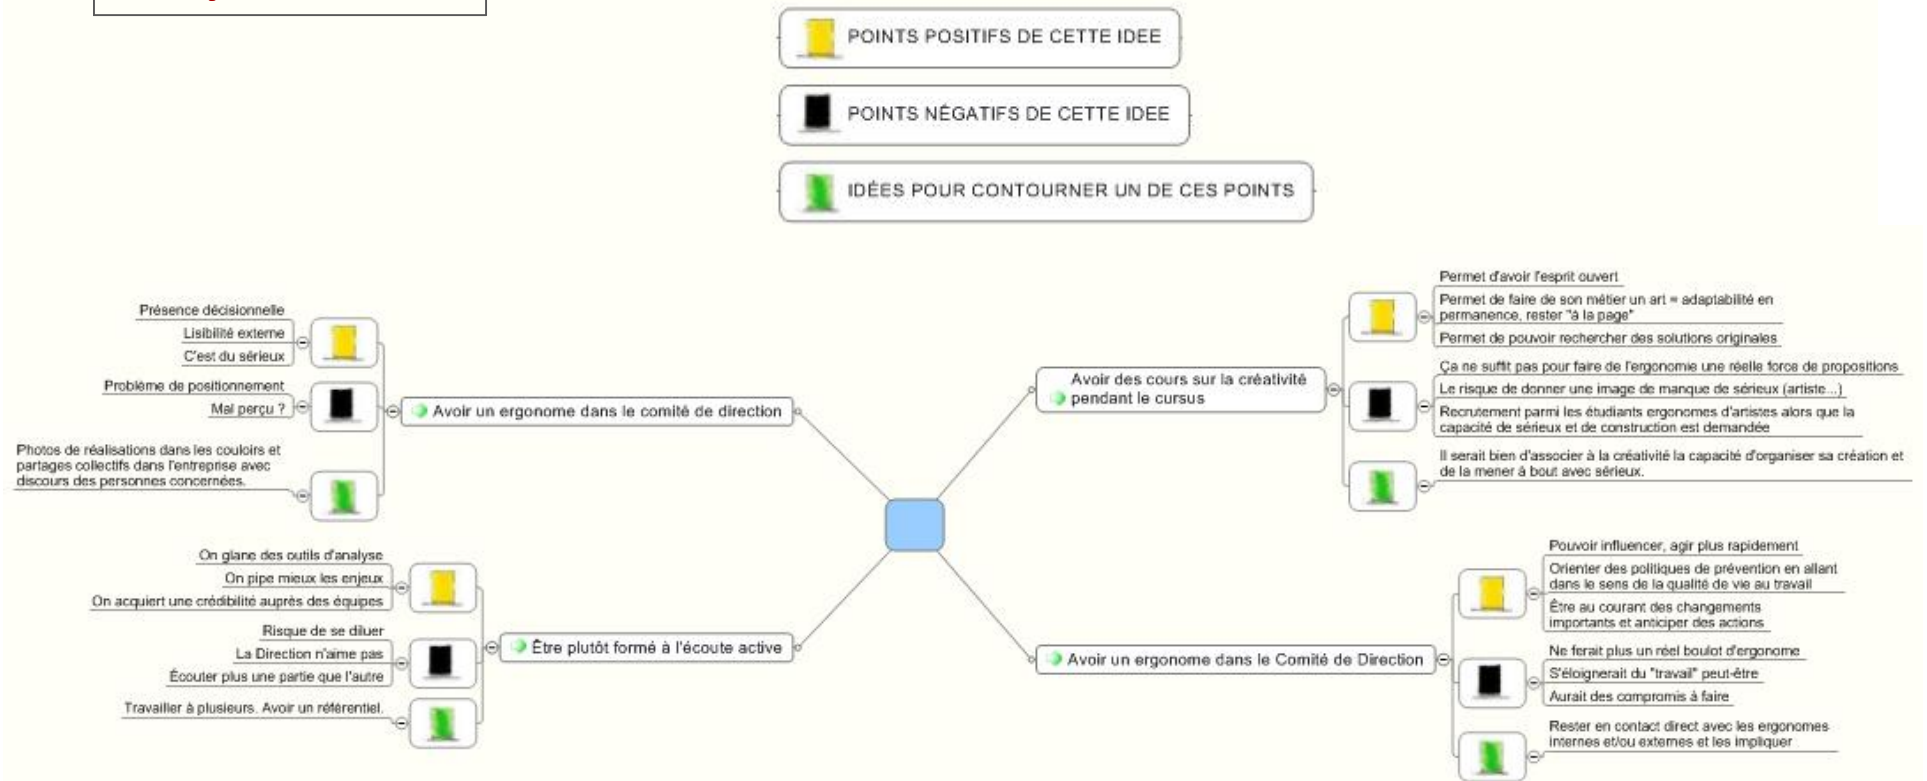 POINTS POSITIFS DE CETTE IDEE
POINTS NÉGATIFS DE CETTE IDEE
IDÉES POUR CONTOURNER UN DE CES POINTS
Présence décisionnelle
Lisibilité externe
C'est du sérieux
Problème de positionnement
Mal perçu ?
Photos de réalisations dans les couloirs et
partages collectifs dans l'entreprise avec
discours des personnes concernées.
Avoir un ergonome dans le comité de direction
On glane des outils d'analyse
On pipe mieux les enjeux
On acquiert une crédibilité auprès des équipes
Risque de se diluer
La Direction n'aime pas
Écouter plus une partie que l'autre
Travailler à plusieurs. Avoir un référentiel.
Être plutôt formé à l'écoute active
Avoir des cours sur la créativité
pendant le cursus
Permet d'avoir l'esprit ouvert
Permet de faire de son métier un art = adaptabilité en
permanence, rester "à la page"
Permet de pouvoir rechercher des solutions originales
Ça ne suffit pas pour faire de l'ergonomie une réelle force de propositions
Le risque de donner une image de manque de sérieux (artiste...)
Recrutement parmi les étudiants ergonomes d'artistes alors que la
capacité de sérieux et de construction est demandée
Il serait bien d'associer à la créativité la capacité d'organiser sa création et
de la mener à bout avec sérieux.
Avoir un ergonome dans le Comité de Direction
Pouvoir influencer, agir plus rapidement
Orienter des politiques de prévention en allant
dans le sens de la qualité de vie au travail
Être au courant des changements
importants et anticiper des actions
Ne ferait plus un réel boulot d'ergonome
S'éloignerait du "travail" peut-être
Aurait des compromis à faire
Rester en contact direct avec les ergonomes
internes et/ou externes et les impliquer